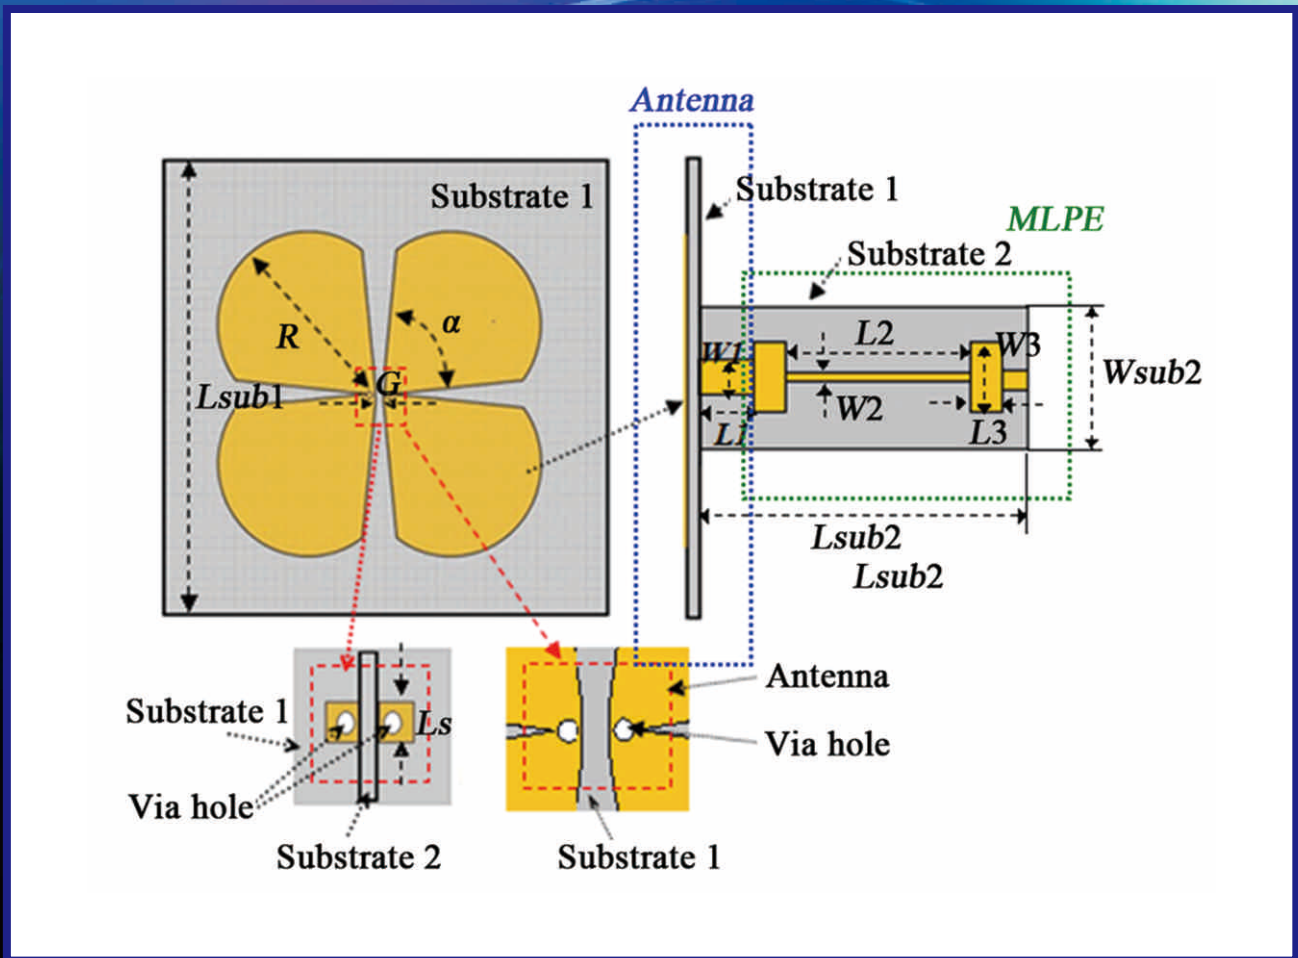 Antenna
Substrate 1
Substrate 1
MLPE
Substrate 2
R
α
G
Lsub1
W1
L2
W3
Wsub2
W2
L1
L3
Lsub2
Lsub2
Substrate 1
Ls
Via hole
Substrate 2
Antenna
Via hole
Substrate 1